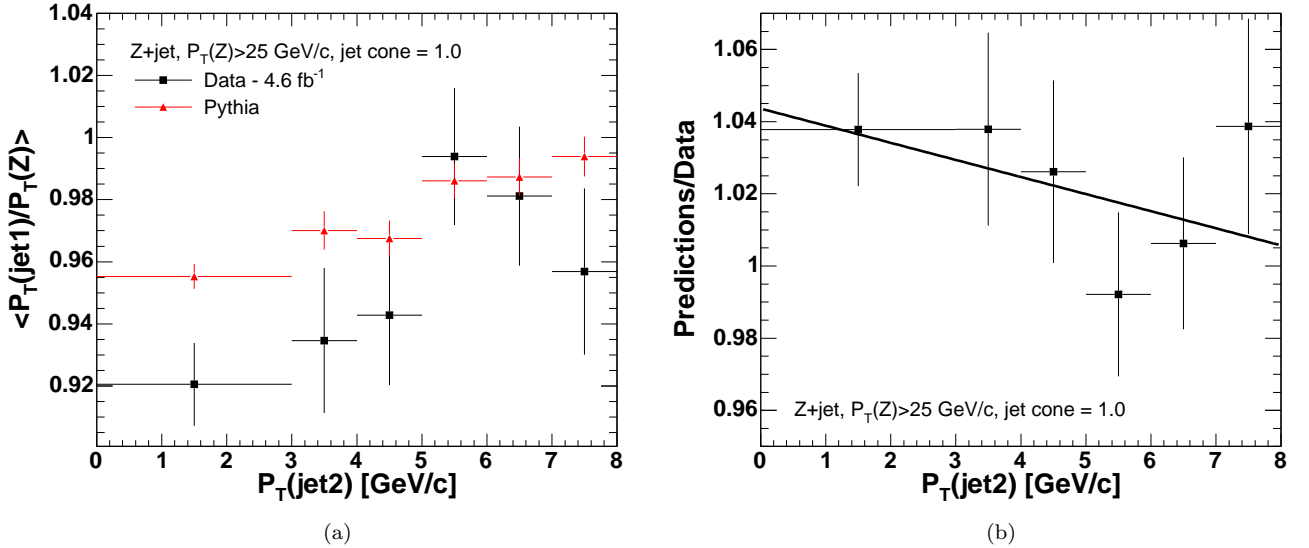 Z+jet, P_T(Z)>25 GeV/c, jet cone = 1.0
Data - 4.6 fb^-1
Pythia
<P_T(jet1)/P_T(Z)>
1.04
1.02
1
0.98
0.96
0.94
0.92
0 1 2 3 4 5 6 7 8
P_T(jet2) [GeV/c]
(a)
Predictions/Data
1.06
1.04
1.02
1
0.98
0.96
Z+jet, P_T(Z)>25 GeV/c, jet cone = 1.0
0 1 2 3 4 5 6 7 8
P_T(jet2) [GeV/c]
(b)